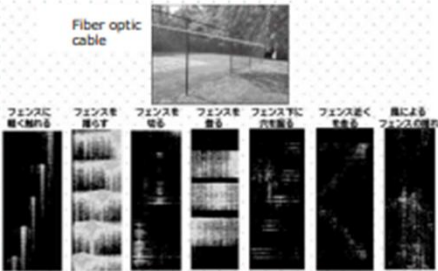 Fiber optic
cable
フェンスに
軽く触れる
フェンスを
揺らす
フェンスを
切る
フェンスを
登る
フェンス下に
穴を掘る
フェンス近く
を走る
風による
フェンスの揺れ